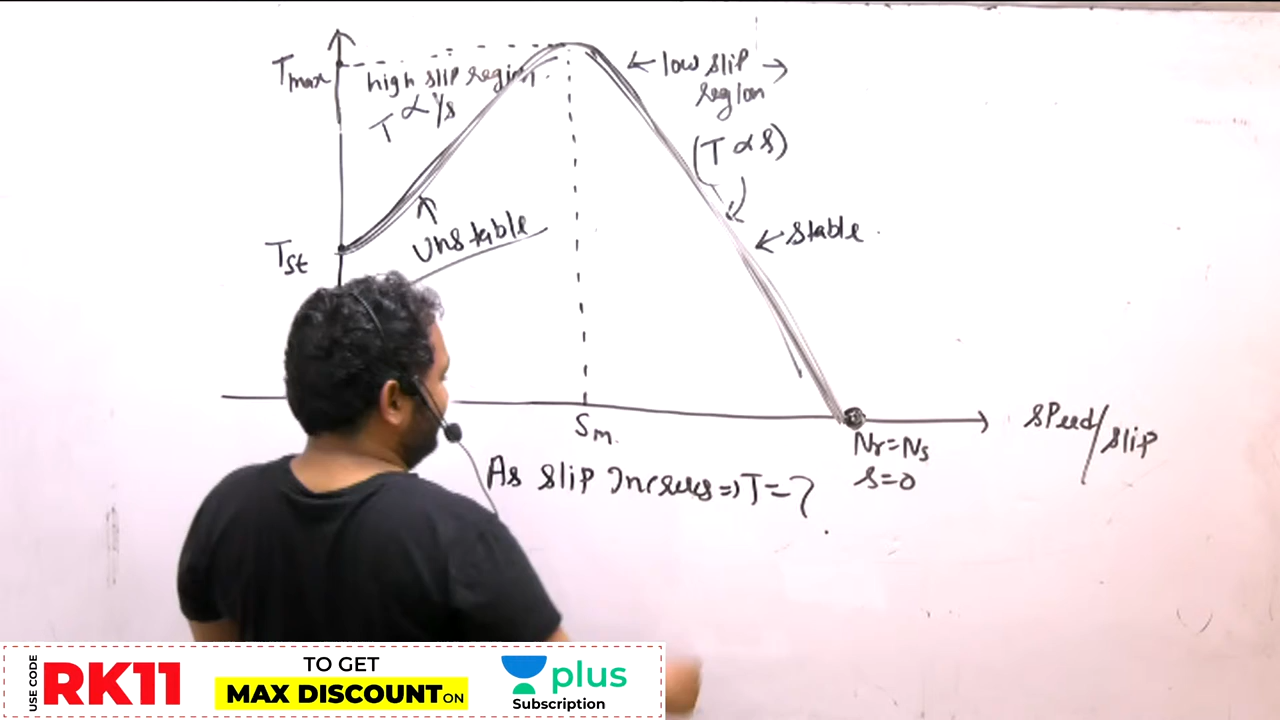 Tmax
high slip region
T ∝ 1/s
← low slip →
region
(T ∝ s)
← stable
Unstable
Tst
Sm
speed/slip
Nr=Ns
s=0
As slip Increses ⇒ T=?
USE CODE
RK11
TO GET
MAX DISCOUNT ON
plus
Subscription